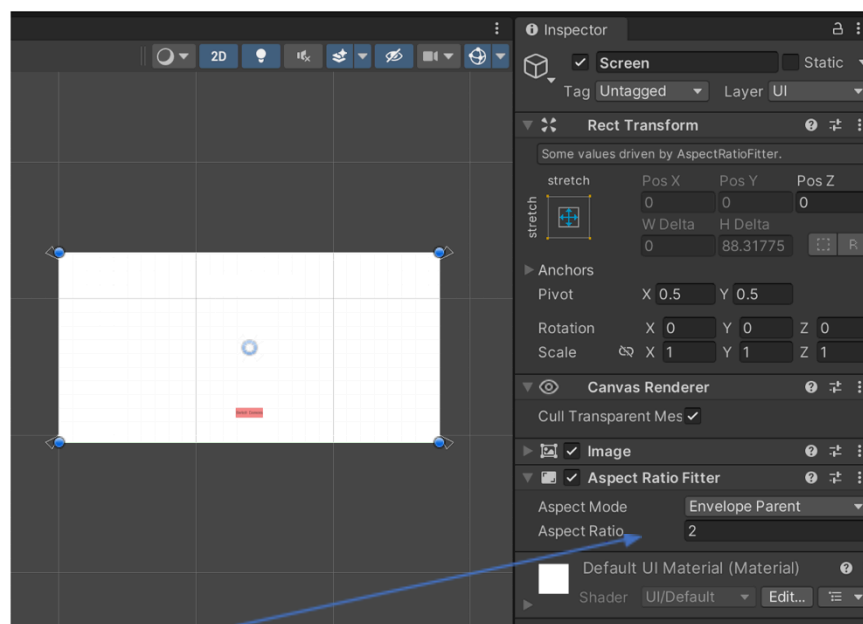 Inspector
2D
Screen
Static
Tag Untagged Layer UI
Rect Transform
Some values driven by AspectRatioFitter.
stretch Pos X Pos Y Pos Z
stretch
0 0 0
W Delta H Delta
0 88.31775 R
Anchors
Pivot X 0.5 Y 0.5
Rotation X 0 Y 0 Z 0
Scale X 1 Y 1 Z 1
Canvas Renderer
Cull Transparent Mes
Image
Aspect Ratio Fitter
Aspect Mode Envelope Parent
Aspect Ratio 2
Default UI Material (Material)
Shader UI/Default Edit...